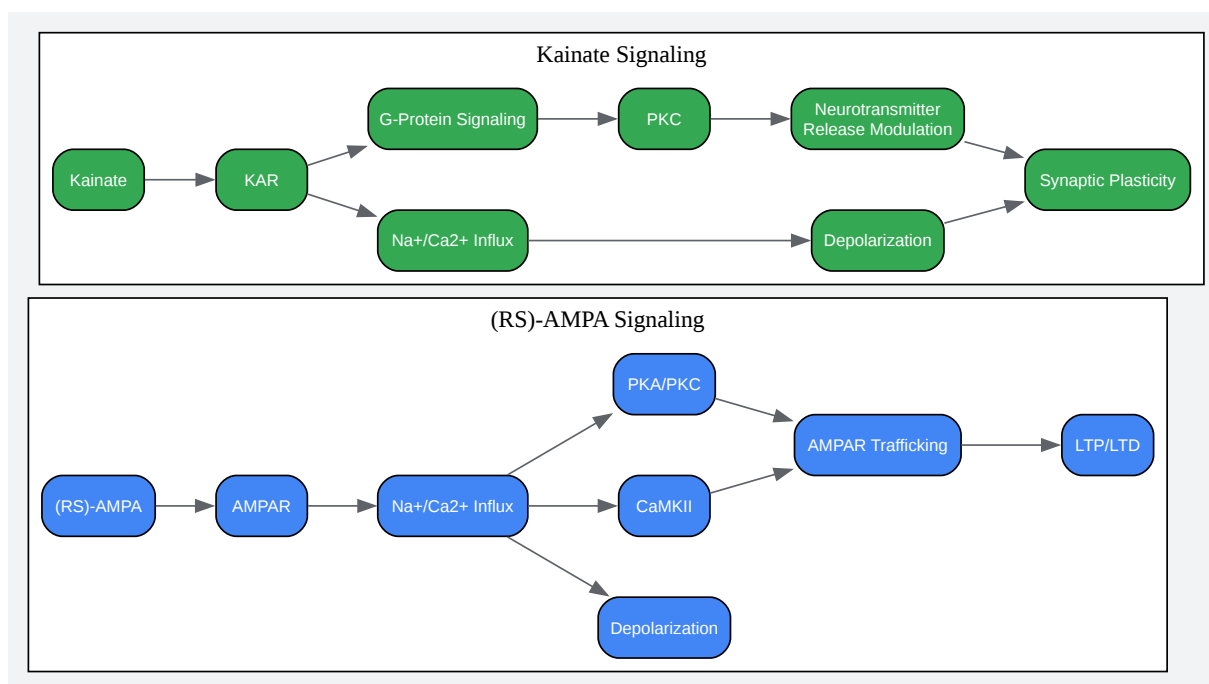 Kainate Signaling
Kainate
KAR
G-Protein Signaling
PKC
Neurotransmitter
Release Modulation
Na+/Ca2+ Influx
Depolarization
Synaptic Plasticity
(RS)-AMPA Signaling
(RS)-AMPA
AMPAR
Na+/Ca2+ Influx
PKA/PKC
CaMKII
Depolarization
AMPAR Trafficking
LTP/LTD